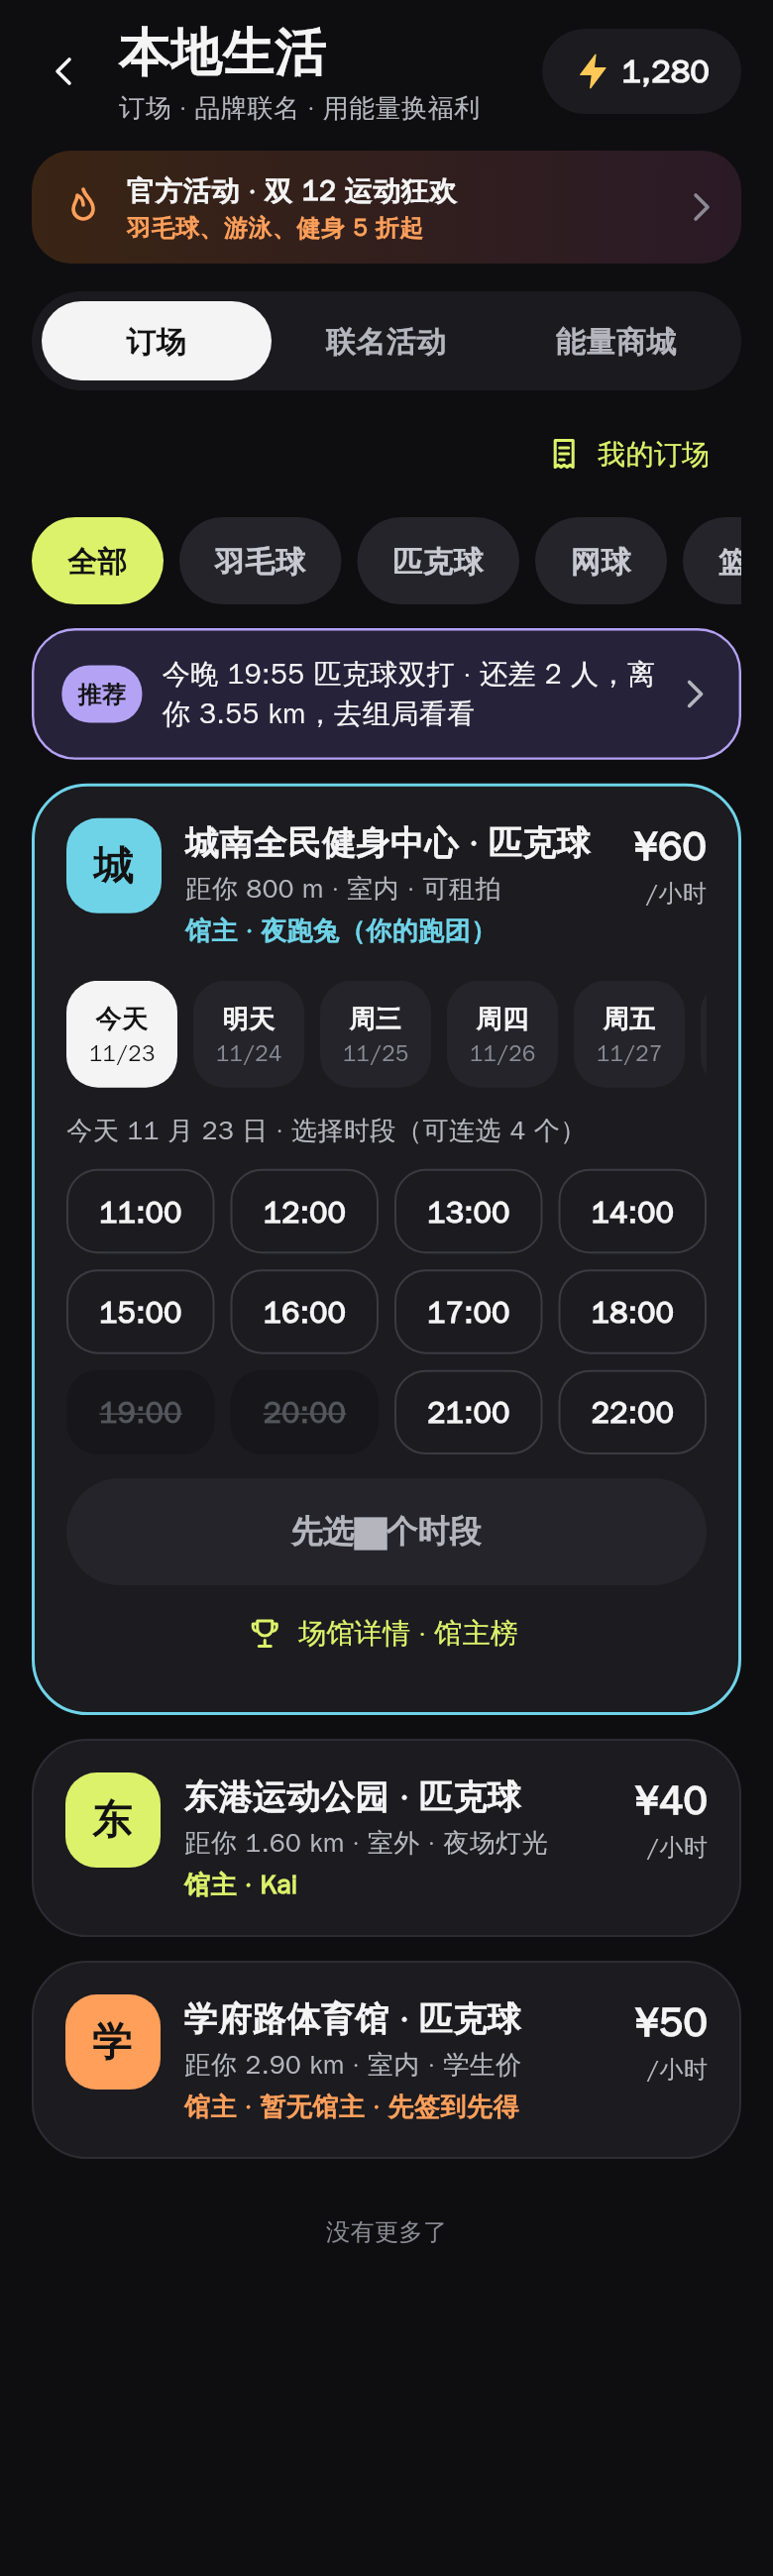 本地生活
订场 · 品牌联名 · 用能量换福利
1,280
官方活动 · 双 12 运动狂欢
羽毛球、游泳、健身 5 折起
订场
联名活动
能量商城
我的订场
全部
羽毛球
匹克球
网球
推荐
今晚 19:55 匹克球双打 · 还差 2 人，离
你 3.55 km，去组局看看
城
城南全民健身中心 · 匹克球
¥60
距你 800 m · 室内 · 可租拍
/小时
馆主 · 夜跑兔（你的跑团）
今天
明天
周三
周四
周五
11/23
11/24
11/25
11/26
11/27
今天 11 月 23 日 · 选择时段（可连选 4 个）
11:00
12:00
13:00
14:00
15:00
16:00
17:00
18:00
19:00
20:00
21:00
22:00
先选 个时段
场馆详情 · 馆主榜
东
东港运动公园 · 匹克球
¥40
距你 1.60 km · 室外 · 夜场灯光
/小时
馆主 · Kai
学
学府路体育馆 · 匹克球
¥50
距你 2.90 km · 室内 · 学生价
/小时
馆主 · 暂无馆主 · 先签到先得
没有更多了